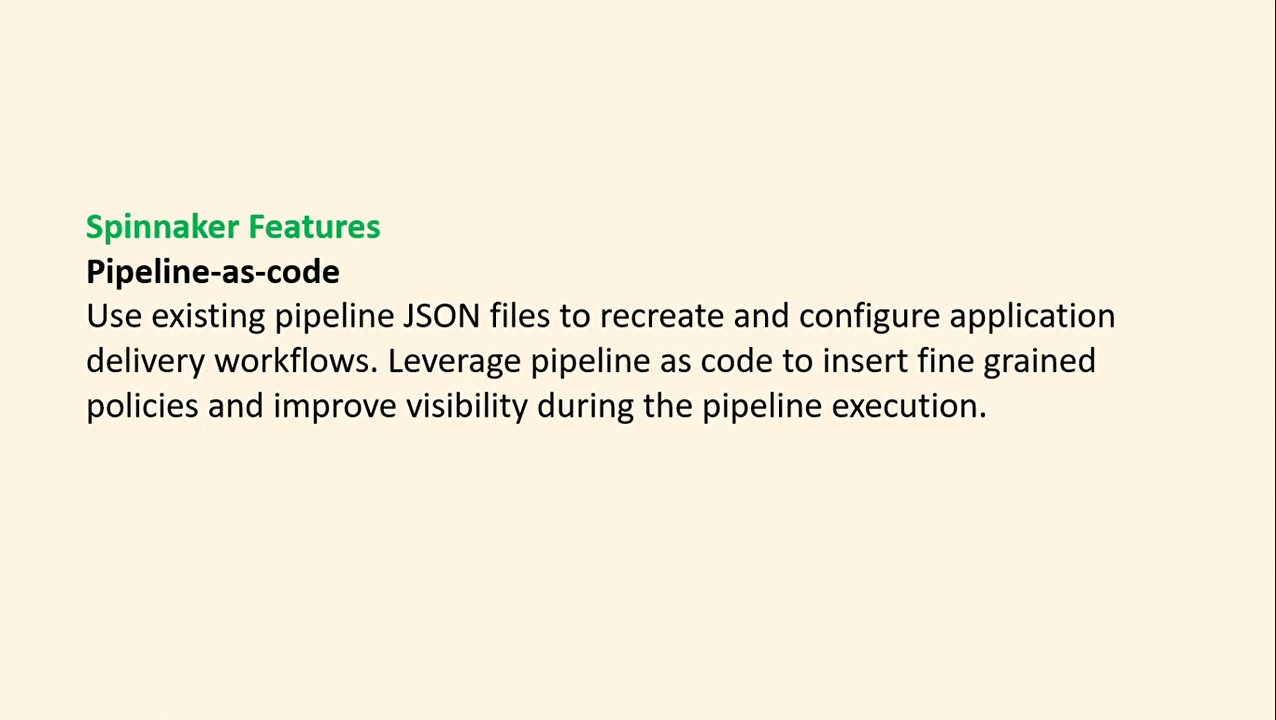 Spinnaker Features
Pipeline-as-code
Use existing pipeline JSON files to recreate and configure application
delivery workflows. Leverage pipeline as code to insert fine grained
policies and improve visibility during the pipeline execution.